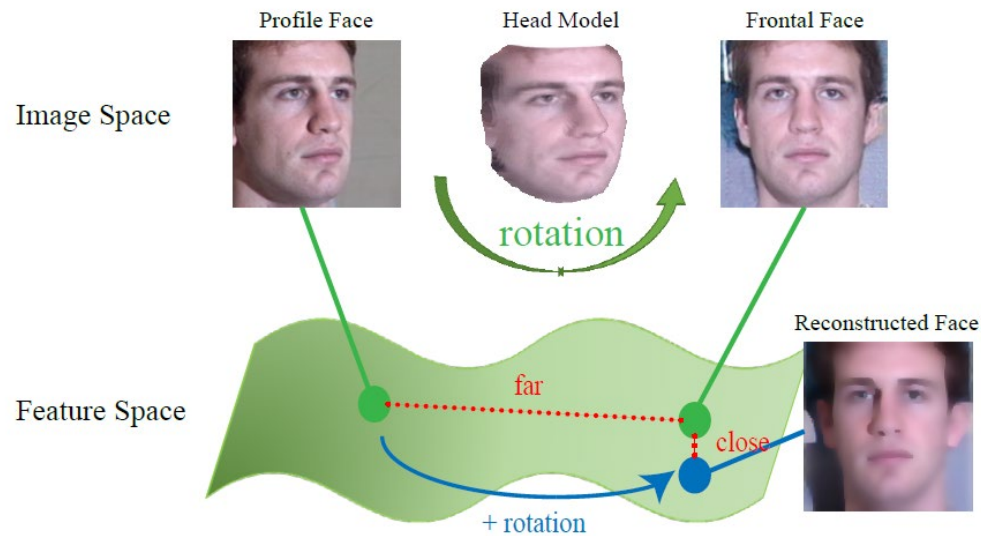 Profile Face
Head Model
Frontal Face
Image Space
rotation
Reconstructed Face
far
Feature Space
close
+ rotation